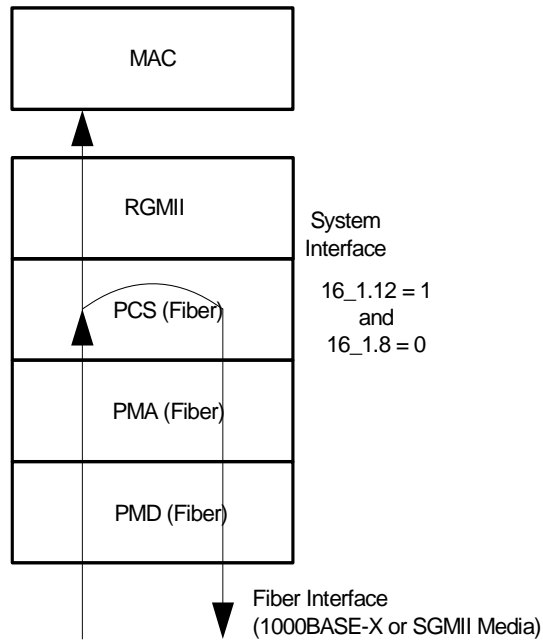 MAC
RGMII
System
Interface
16_1.12 = 1
and
16_1.8 = 0
PCS (Fiber)
PMA (Fiber)
PMD (Fiber)
Fiber Interface
(1000BASE-X or SGMII Media)